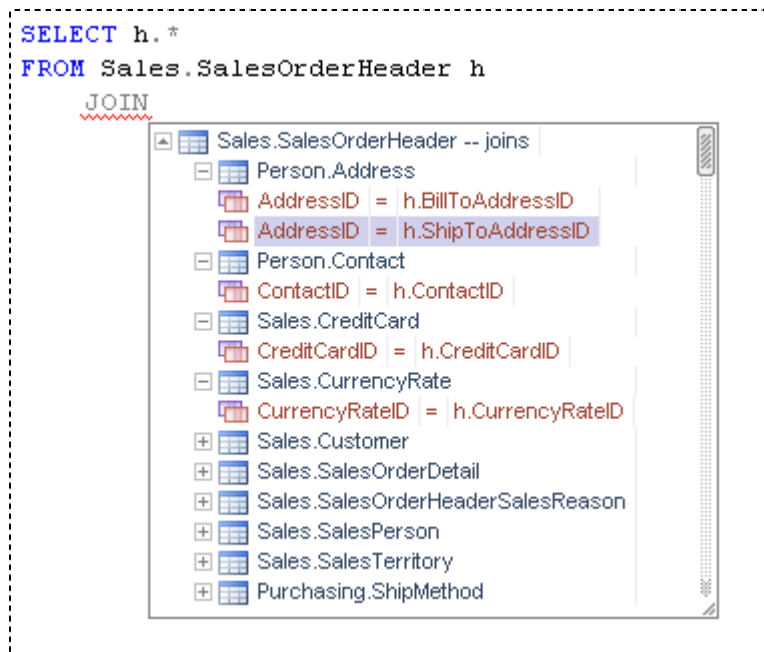 SELECT h.*
FROM Sales.SalesOrderHeader h
JOIN
Sales.SalesOrderHeader -- joins
Person.Address
AddressID = h.BillToAddressID
AddressID = h.ShipToAddressID
Person.Contact
ContactID = h.ContactID
Sales.CreditCard
CreditCardID = h.CreditCardID
Sales.CurrencyRate
CurrencyRateID = h.CurrencyRateID
Sales.Customer
Sales.SalesOrderDetail
Sales.SalesOrderHeaderSalesReason
Sales.SalesPerson
Sales.SalesTerritory
Purchasing.ShipMethod